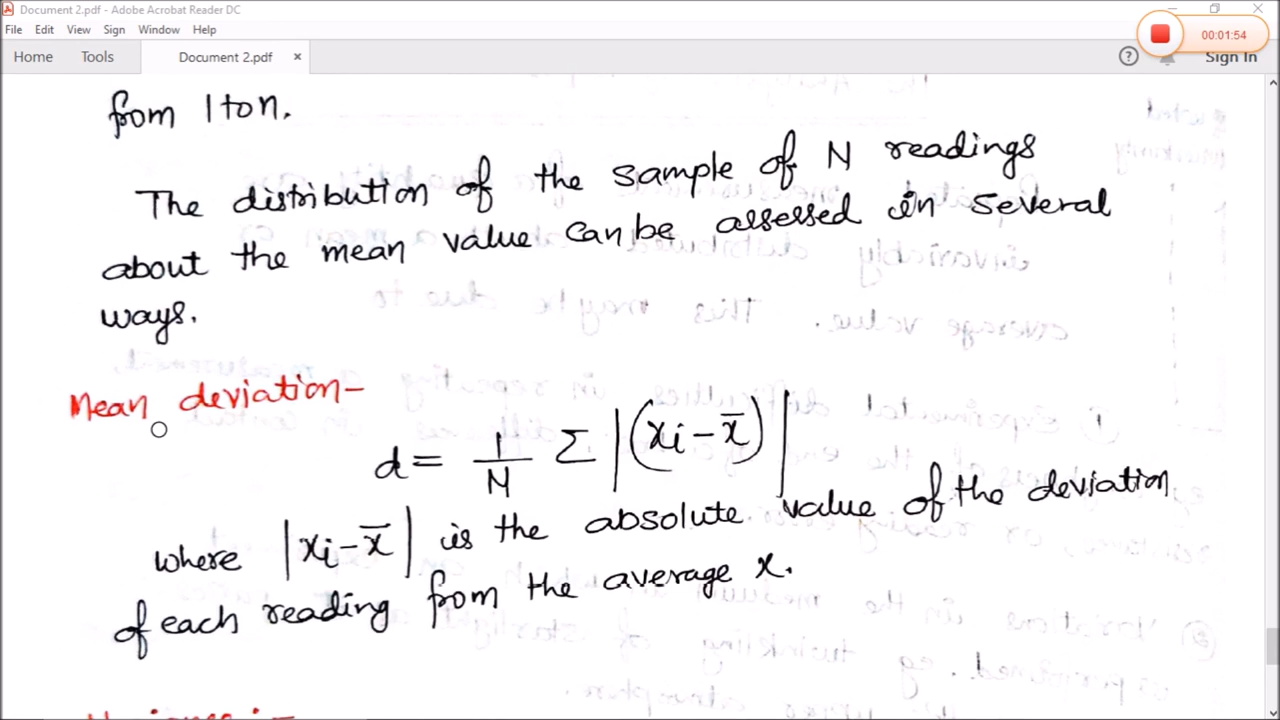 Document 2.pdf - Adobe Acrobat Reader DC
File Edit View Sign Window Help
00:01:54
Home Tools Document 2.pdf × ? Sign In
from 1 to n.
The distribution of the sample of N readings
about the mean value can be assessed in several
ways.
Mean deviation–
d = 1/N Σ |(xi – x̄)|
where |xi – x̄| is the absolute value of the deviation
of each reading from the average x.